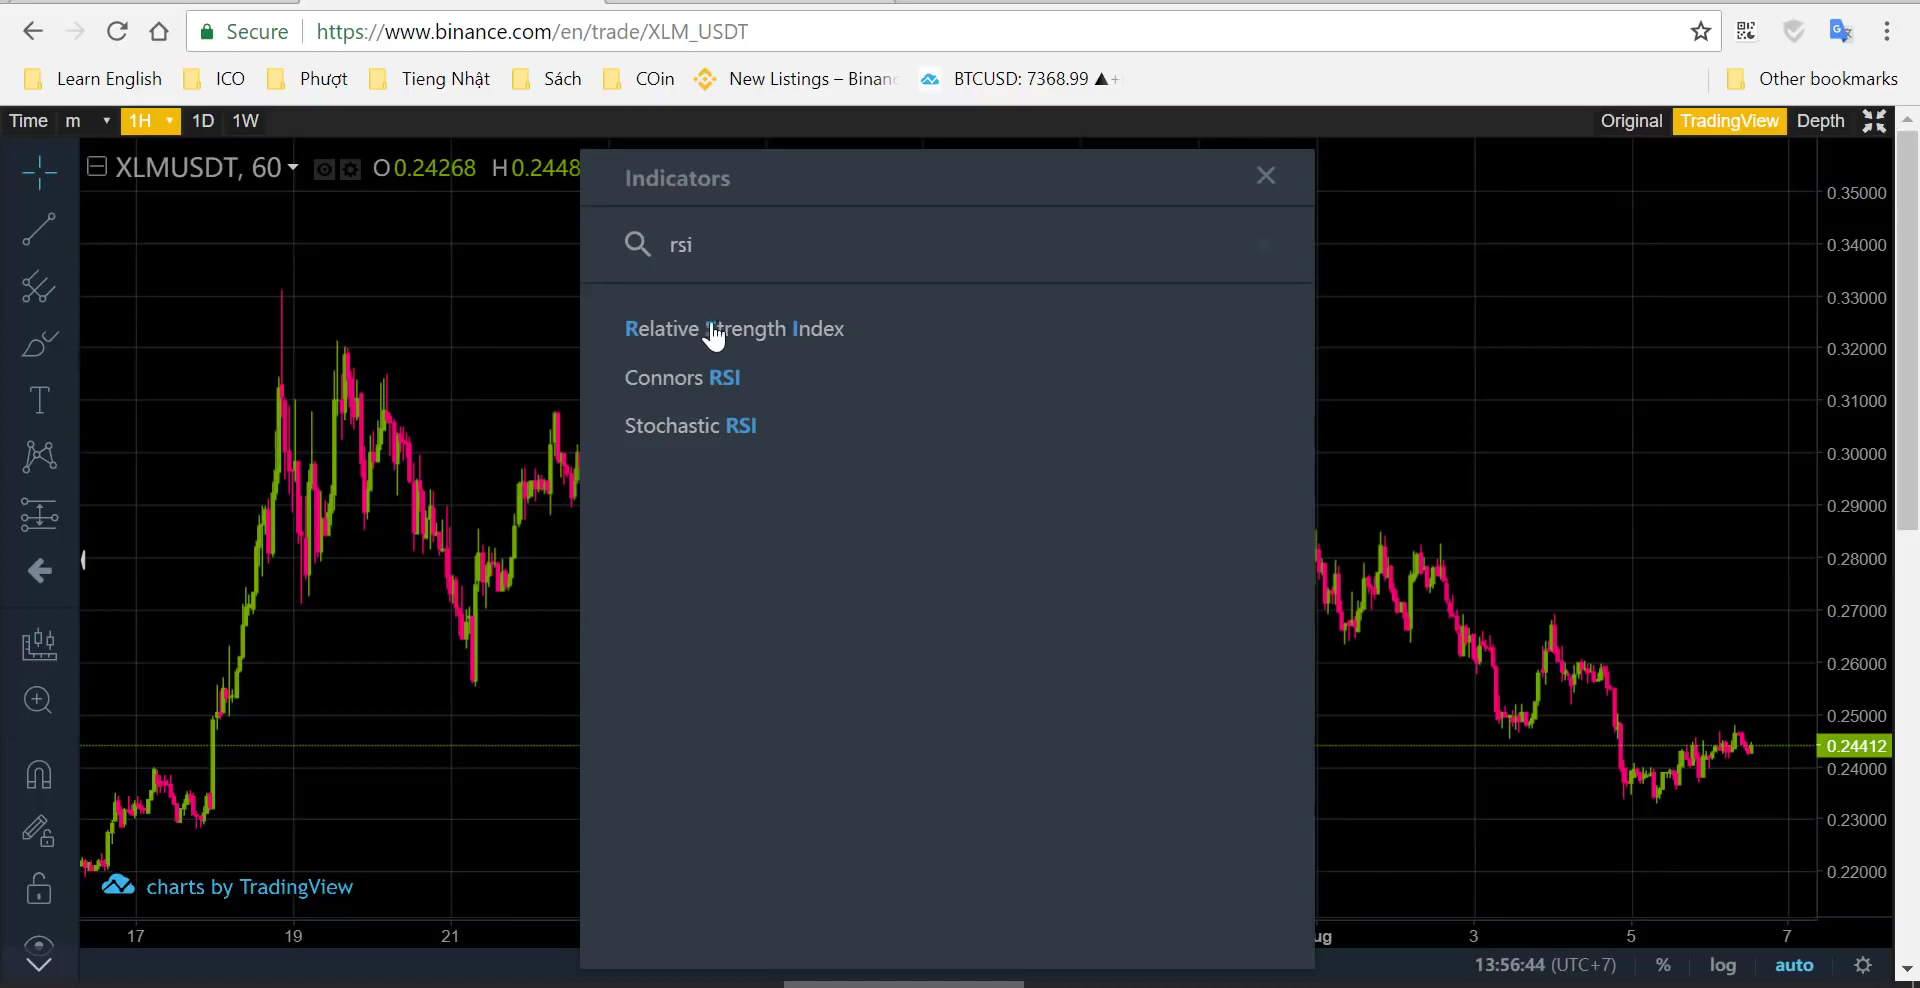 Secure https://www.binance.com/en/trade/XLM_USDT
Learn English ICO Phượt Tieng Nhật Sách COin New Listings – Binanc BTCUSD: 7368.99 ▲+ Other bookmarks
Time m 1H 1D 1W Original TradingView Depth
XLMUSDT, 60 O0.24268 H0.2448
Indicators
rsi
Relative Strength Index
Connors RSI
Stochastic RSI
0.35000
0.34000
0.33000
0.32000
0.31000
0.30000
0.29000
0.28000
0.27000
0.26000
0.25000
0.24412
0.24000
0.23000
0.22000
charts by TradingView
17 19 21 ug 3 5 7
13:56:44 (UTC+7) % log auto